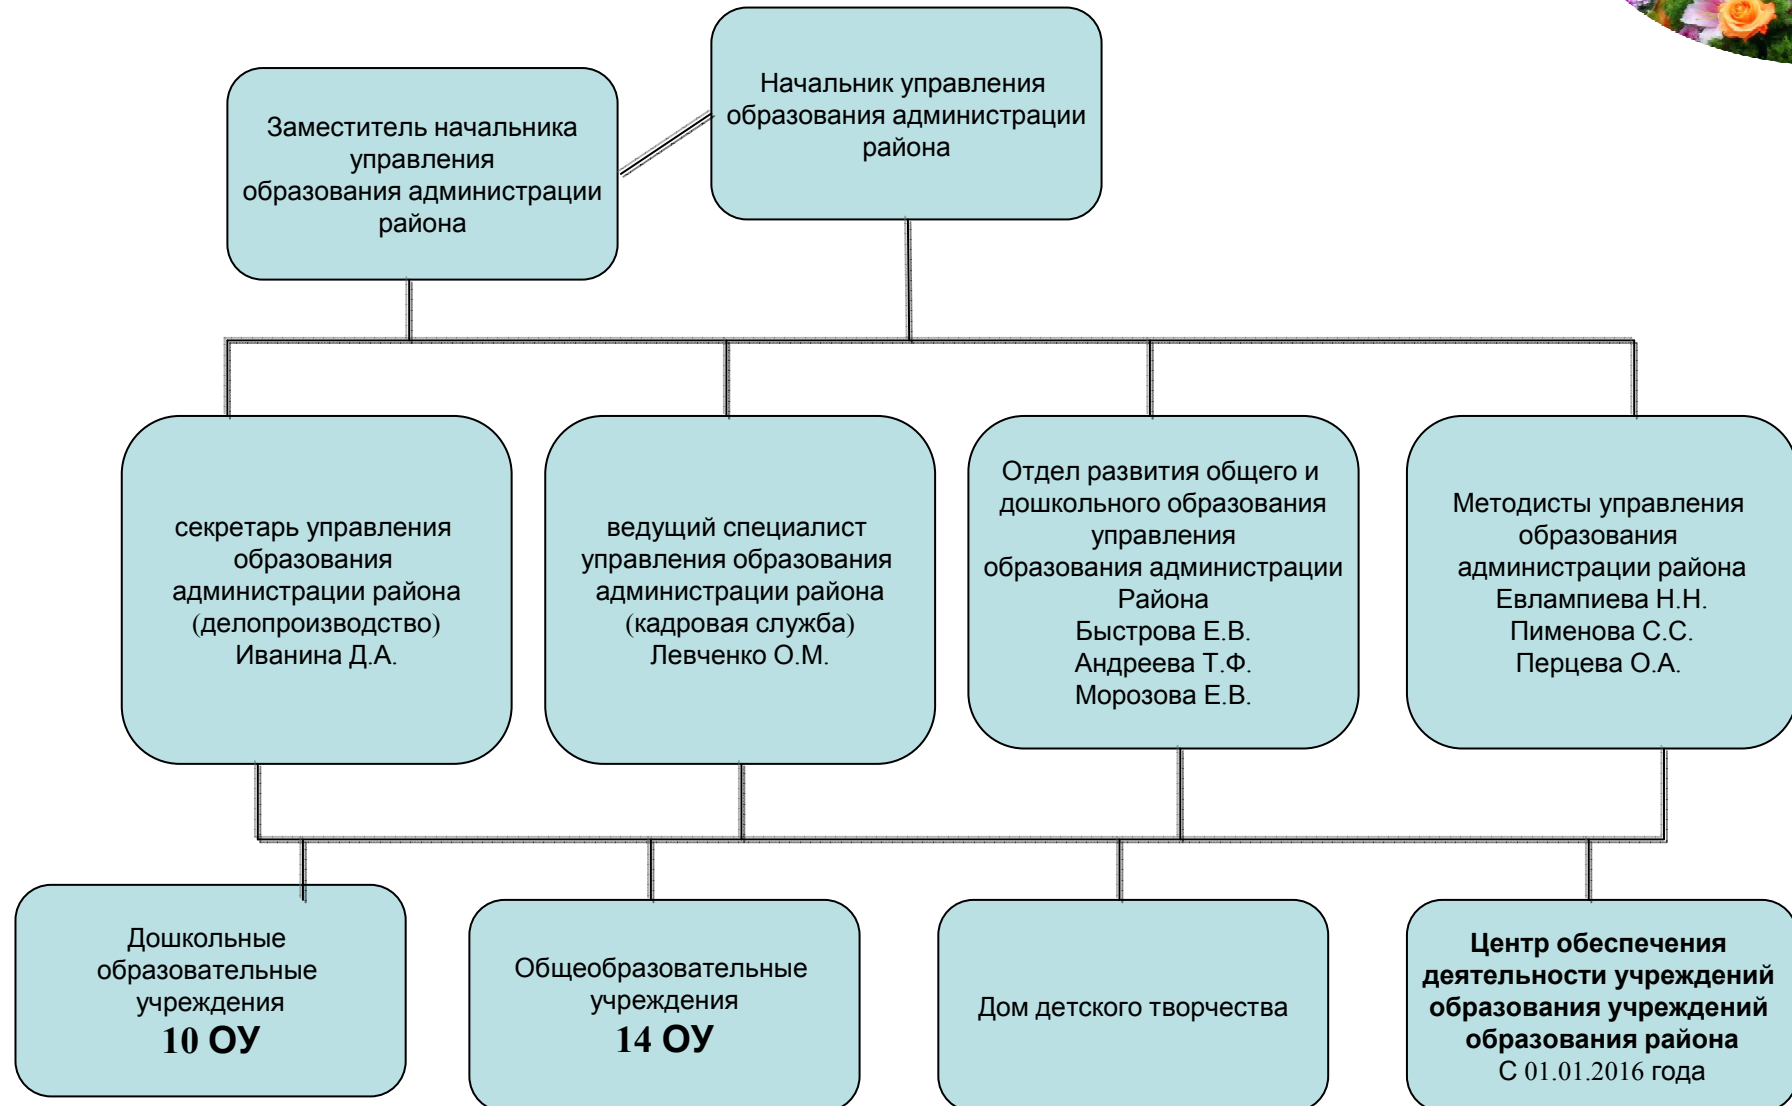 Начальник управления
образования администрации
района
Заместитель начальника
управления
образования администрации
района
секретарь управления
образования
администрации района
(делопроизводство)
Иванина Д.А.
ведущий специалист
управления образования
администрации района
(кадровая служба)
Левченко О.М.
Отдел развития общего и
дошкольного образования
управления
образования администрации
Района
Быстрова Е.В.
Андреева Т.Ф.
Морозова Е.В.
Методисты управления
образования
администрации района
Евлампиева Н.Н.
Пименова С.С.
Перцева О.А.
Дошкольные
образовательные
учреждения
10 ОУ
Общеобразовательные
учреждения
14 ОУ
Дом детского творчества
Центр обеспечения
деятельности учреждений
образования учреждений
образования района
С 01.01.2016 года